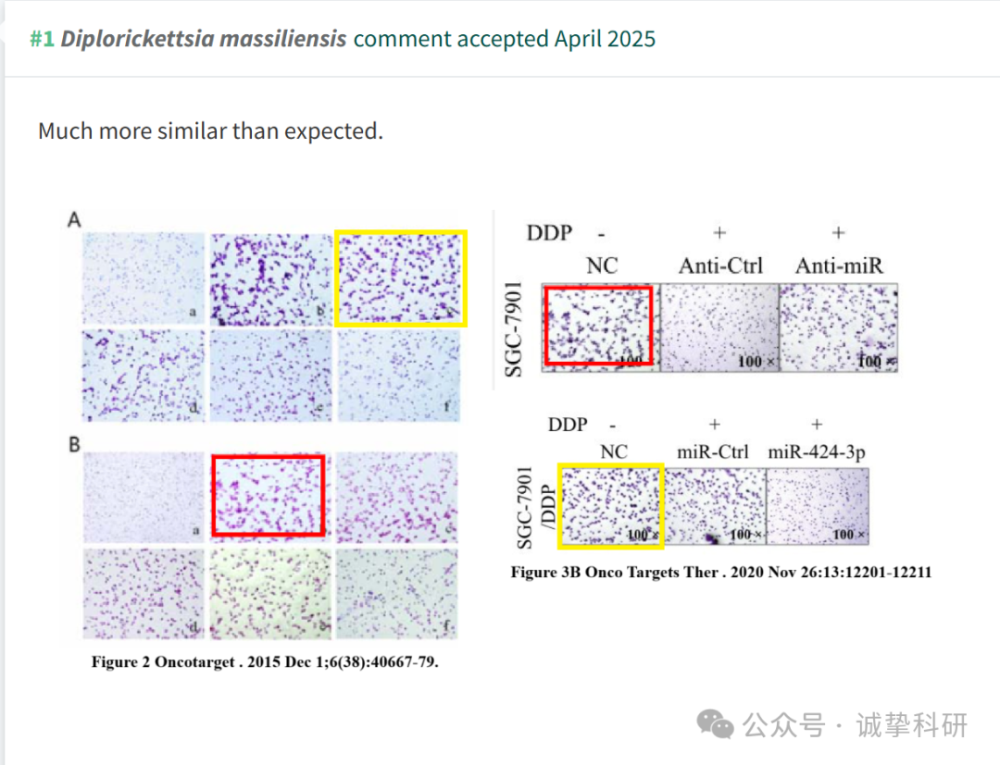 #1 Diplorickettsia massiliensis comment accepted April 2025
Much more similar than expected.
A
a
b
d
e
f
B
a
c
d
e
f
Figure 2 Oncotarget . 2015 Dec 1;6(38):40667-79.
DDP - + +
NC Anti-Ctrl Anti-miR
SGC-7901
100 × 100 × 100 ×
DDP - + +
NC miR-Ctrl miR-424-3p
SGC-7901
/DDP
100 × 100 × 100 ×
Figure 3B Onco Targets Ther . 2020 Nov 26:13:12201-12211
公众号 · 诚挚科研